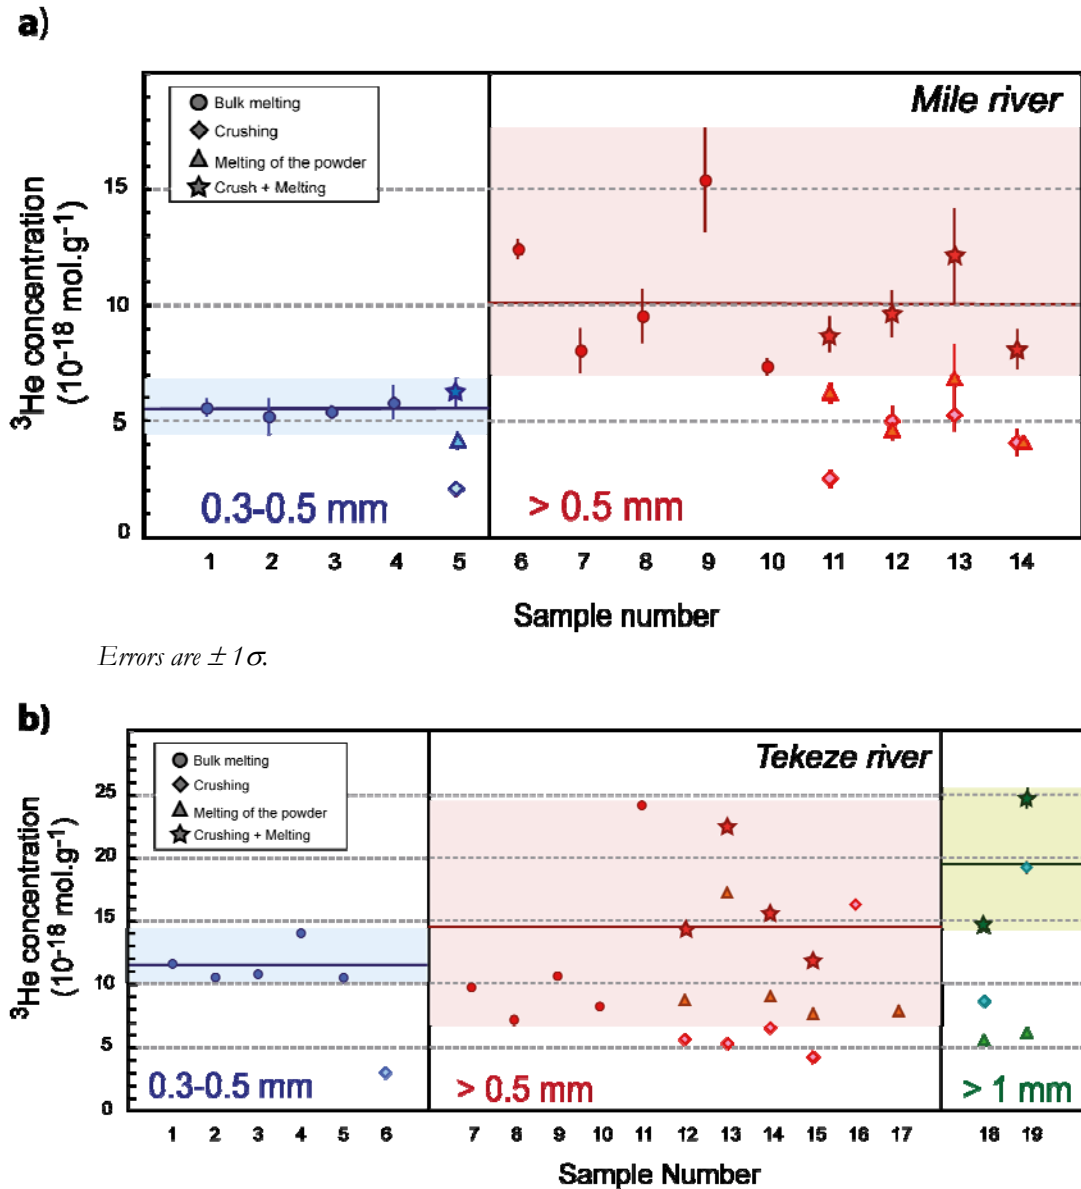 a)
Mile river
Bulk melting
Crushing
Melting of the powder
Crush + Melting
³He concentration
(10⁻¹⁸ mol.g⁻¹)
15
10
5
0
0.3-0.5 mm
> 0.5 mm
1 2 3 4 5 6 7 8 9 10 11 12 13 14
Sample number
Errors are ± 1σ.
b)
Tekeze river
Bulk melting
Crushing
Melting of the powder
Crushing + Melting
³He concentration
(10⁻¹⁸ mol.g⁻¹)
25
20
15
10
5
0
0.3-0.5 mm
> 0.5 mm
> 1 mm
1 2 3 4 5 6 7 8 9 10 11 12 13 14 15 16 17 18 19
Sample Number